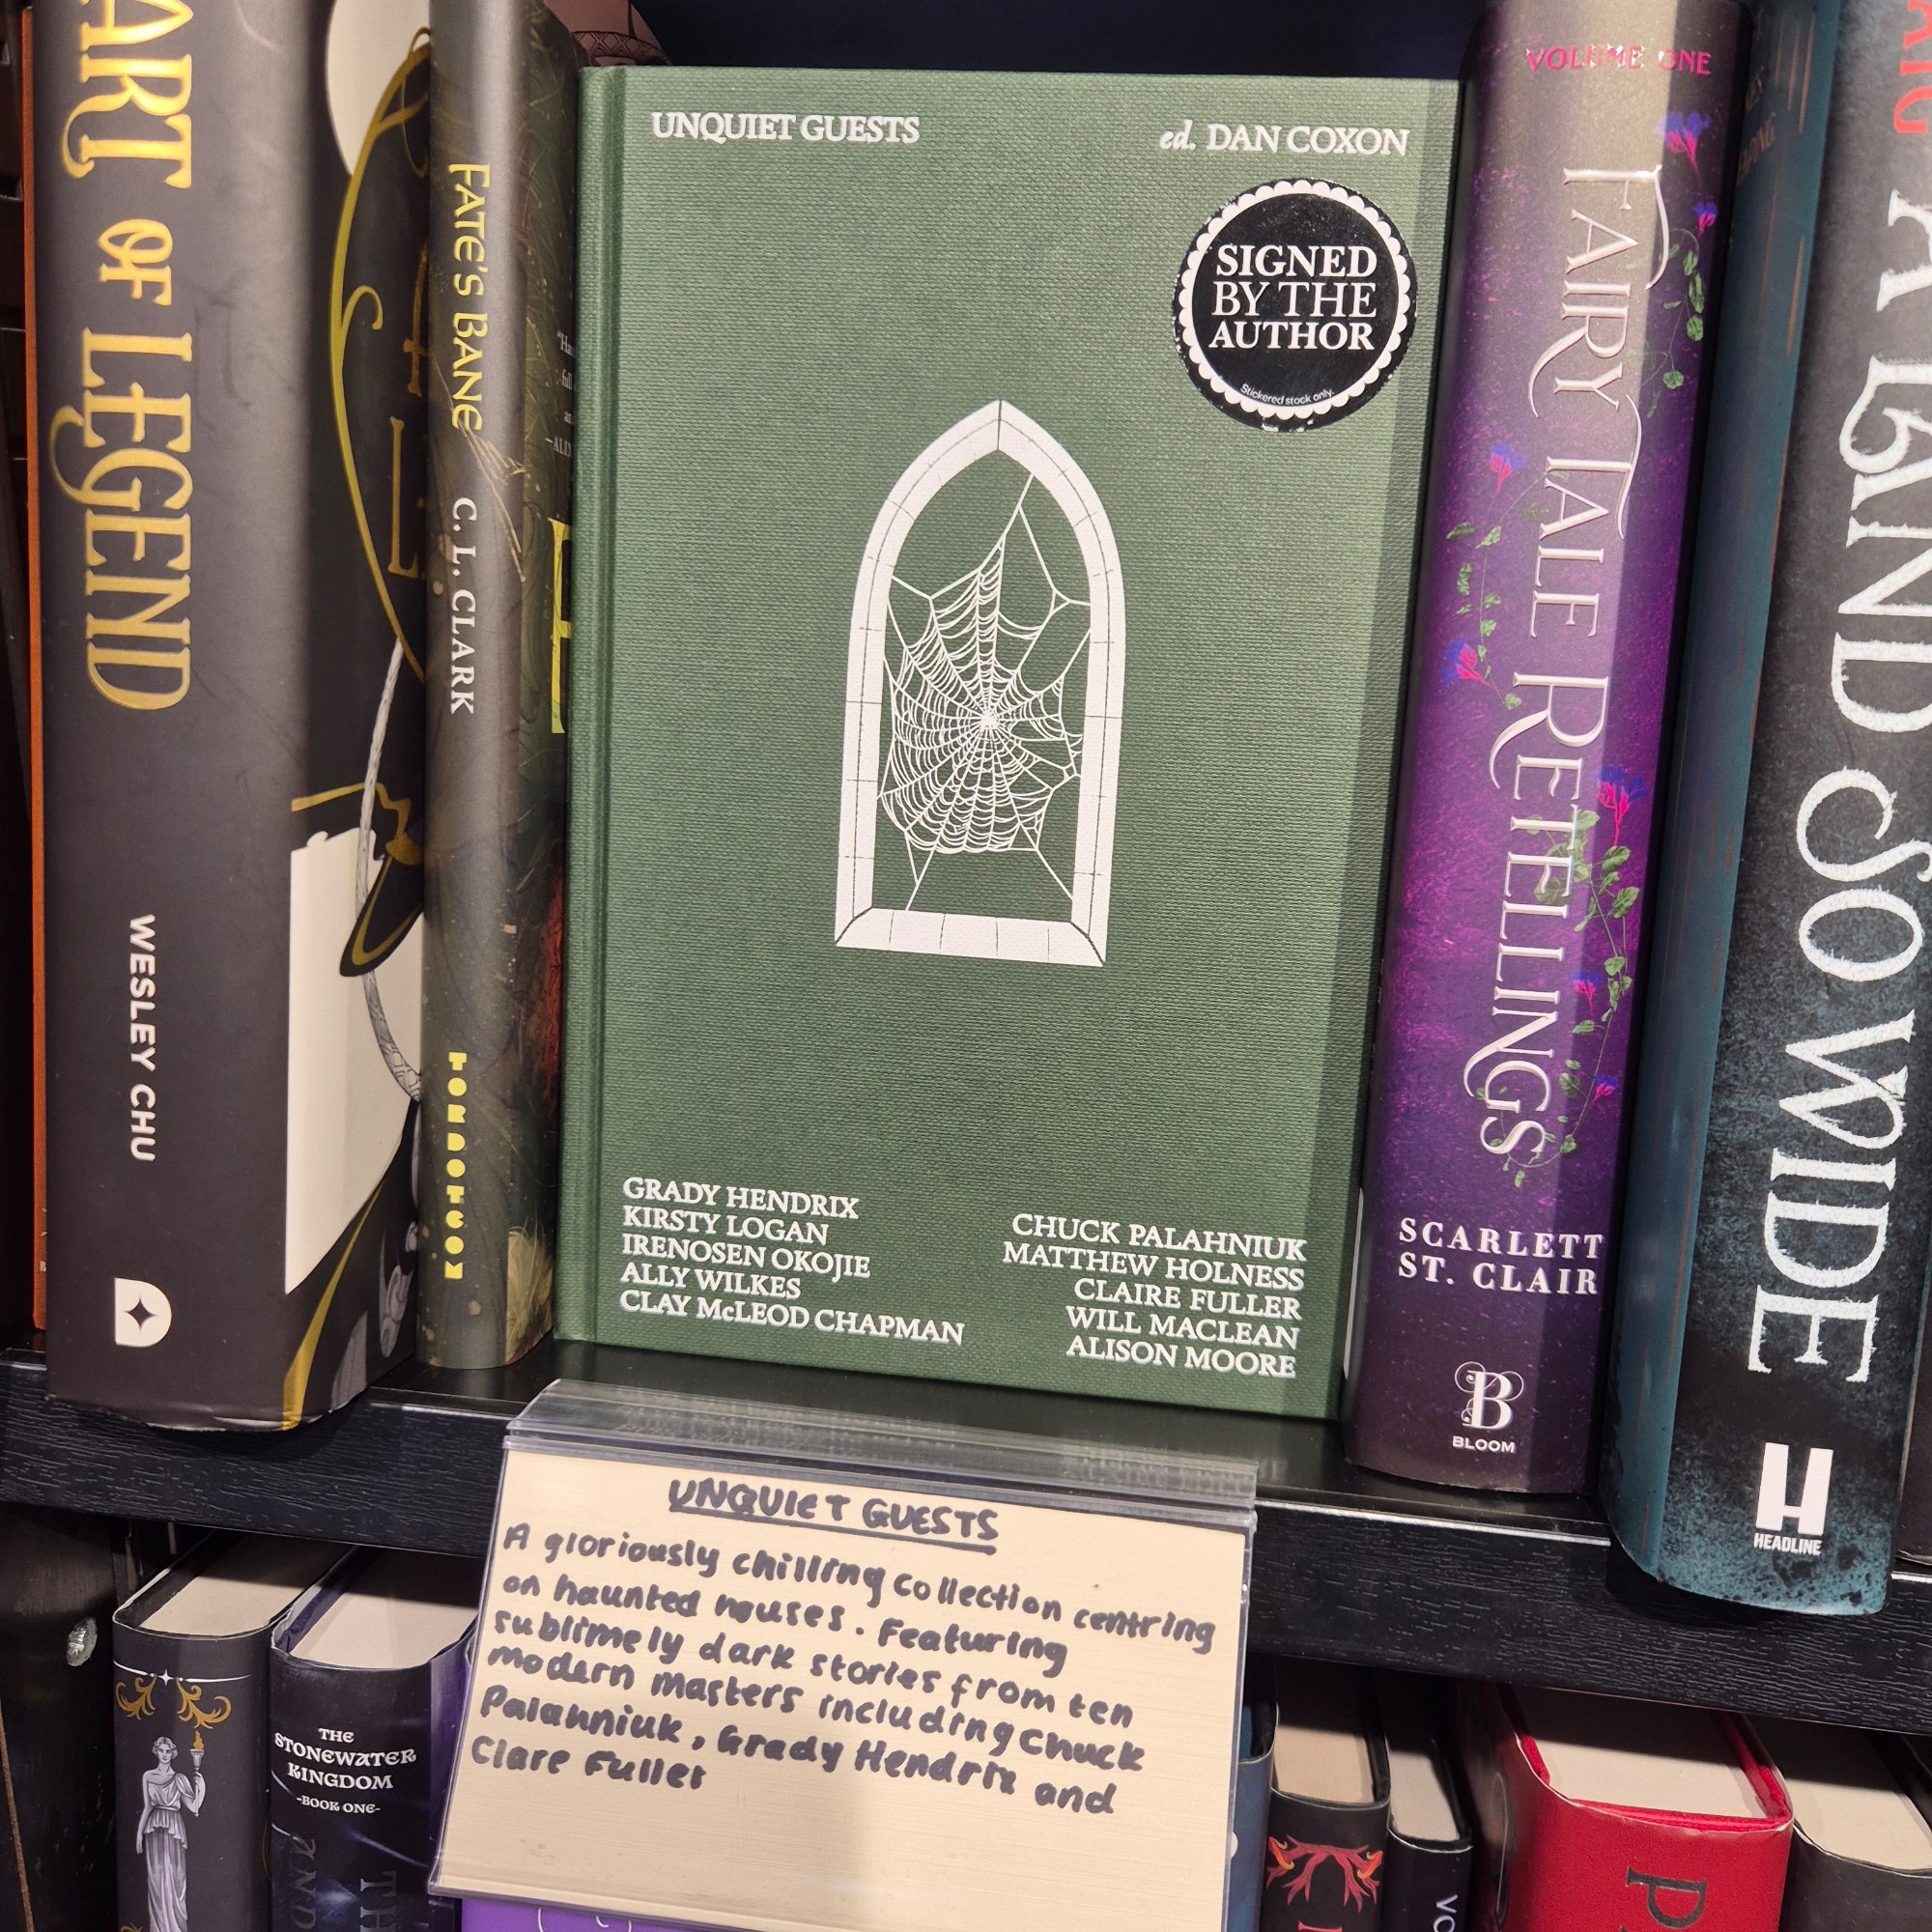 ART OF LEGEND
WESLEY CHU
FATE'S BANE
C. L. CLARK
TORDOTCOM
UNQUIET GUESTS
ed. DAN COXON
SIGNED
BY THE
AUTHOR
Stickered stock only.
GRADY HENDRIX
KIRSTY LOGAN
IRENOSEN OKOJIE
ALLY WILKES
CLAY McLEOD CHAPMAN
CHUCK PALAHNIUK
MATTHEW HOLNESS
CLAIRE FULLER
WILL MACLEAN
ALISON MOORE
VOLUME ONE
FAIRY TALE RETELLINGS
SCARLETT
ST. CLAIR
B
BLOOM
A LAND SO WIDE
H
HEADLINE
UNQUIET GUESTS
A gloriously chilling collection centring
on haunted houses. Featuring
sublimely dark stories from ten
modern masters including Chuck
Palahniuk, Grady Hendrix and
Clare Fuller
THE
STONEWATER
KINGDOM
-BOOK ONE-